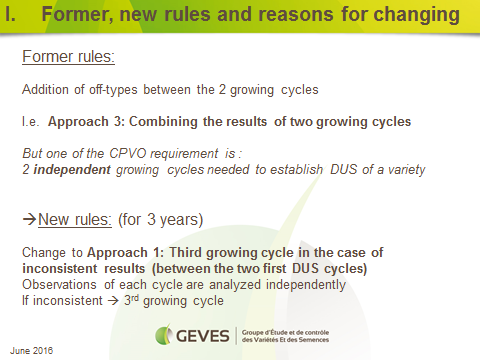 I. Former, new rules and reasons for changing
Former rules:
Addition of off-types between the 2 growing cycles
I.e. Approach 3: Combining the results of two growing cycles
But one of the CPVO requirement is :
2 independent growing cycles needed to establish DUS of a variety
→New rules: (for 3 years)
Change to Approach 1: Third growing cycle in the case of
inconsistent results (between the two first DUS cycles)
Observations of each cycle are analyzed independently
If inconsistent → 3rd growing cycle
GEVES
Groupe d'Étude et de contrôle
des Variétés Et des Semences
June 2016